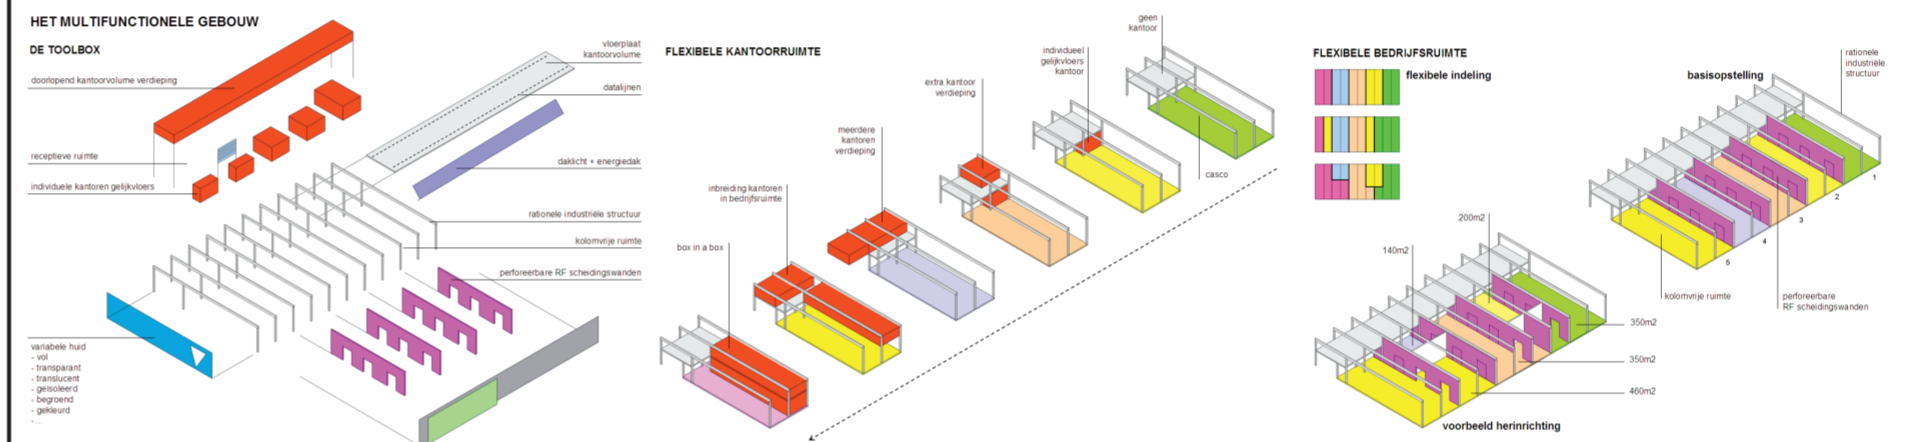 HET MULTIFUNCTIONELE GEBOUW
DE TOOLBOX
doorlopend kantoorvolume verdieping
receptieve ruimte
individuele kantoren gelijkvloers
variabele huid
- vol
- transparant
- translucent
- geïsoleerd
- begroend
- gekleurd
-...
vloerplaat
kantoorvolume
datalijnen
daklicht + energiedak
rationele industriële structuur
kolomvrije ruimte
perforeerbare RF scheidingswanden
FLEXIBELE KANTOORRUIMTE
geen
kantoor
individueel
gelijkvloers
kantoor
extra kantoor
verdieping
meerdere
kantoren
verdieping
inbreiding kantoren
in bedrijfsruimte
box in a box
casco
FLEXIBELE BEDRIJFSRUIMTE
flexibele indeling
basisopstelling
rationele
industriële
structuur
1
2
3
4
5
kolomvrije ruimte
perforeerbare
RF scheidingswanden
200m2
140m2
350m2
350m2
460m2
voorbeeld herinrichting